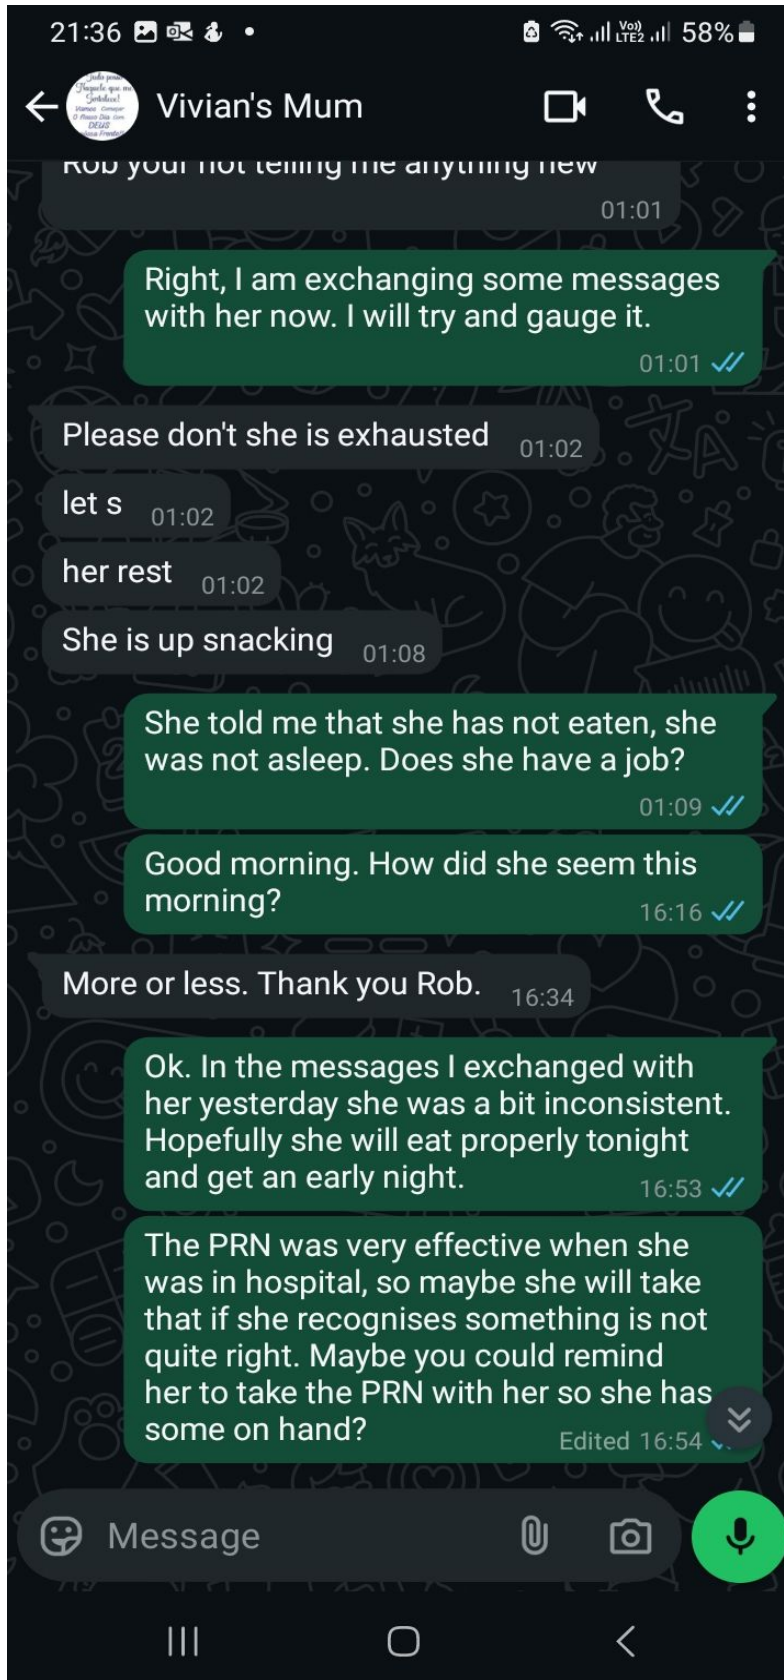 21:36
Vo)) LTE2 58%
Vivian's Mum
Rob your not telling me anything new
01:01
Right, I am exchanging some messages
with her now. I will try and gauge it.
01:01
Please don't she is exhausted 01:02
let s 01:02
her rest 01:02
She is up snacking 01:08
She told me that she has not eaten, she
was not asleep. Does she have a job?
01:09
Good morning. How did she seem this
morning? 16:16
More or less. Thank you Rob. 16:34
Ok. In the messages I exchanged with
her yesterday she was a bit inconsistent.
Hopefully she will eat properly tonight
and get an early night. 16:53
The PRN was very effective when she
was in hospital, so maybe she will take
that if she recognises something is not
quite right. Maybe you could remind
her to take the PRN with her so she has
some on hand? Edited 16:54
Message